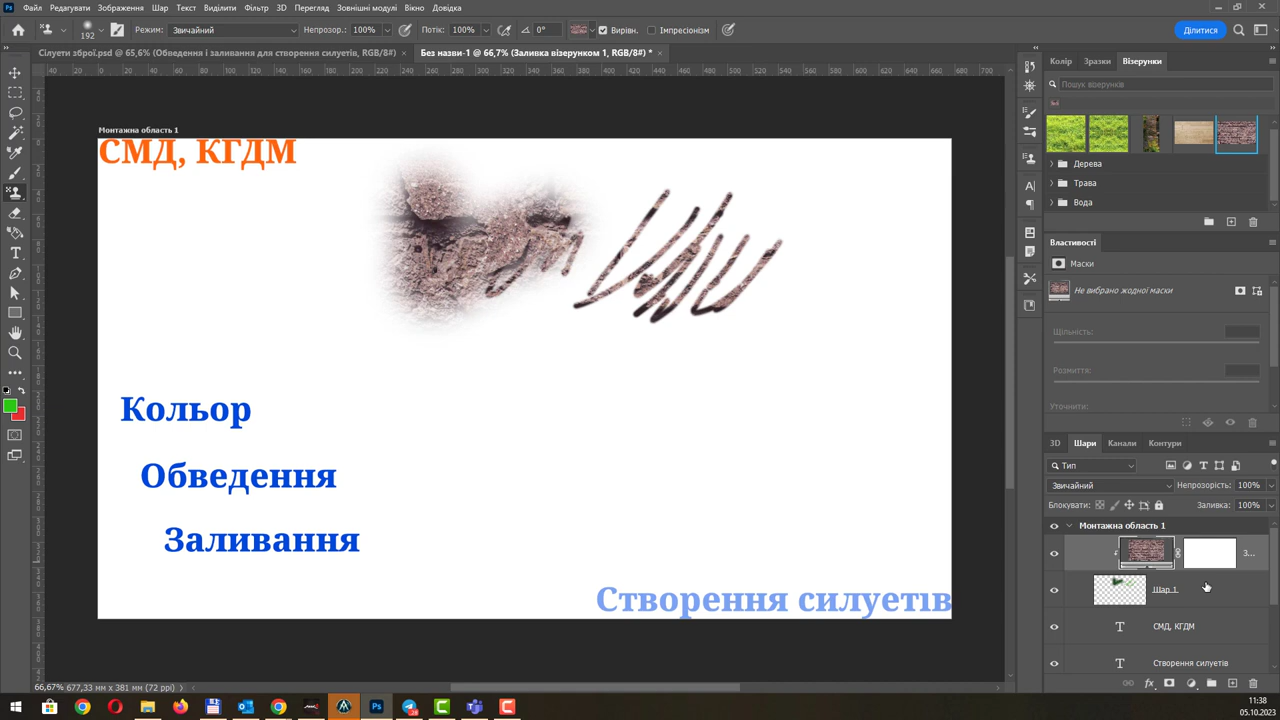 Файл Редагувати Зображення Шар Текст Виділити Фільтр 3D Перегляд Зовнішні модулі Вікно Довідка
192 Режим: Звичайний Непрозор.: 100% Потік: 100% 0° Вирівн. Імпресіонізм Ділитися
Сілуети зброї.psd @ 65,6% (Обведення і заливання для створення силуетів, RGB/8#) × Без назви-1 @ 66,7% (Заливка візерунком 1, RGB/8#) * ×
Колір Зразки Візерунки
Пошук візерунків
Дерева
Трава
Вода
Властивості
Маски
Не вибрано жодної маски
Щільність:
Розмиття:
Уточнити:
3D Шари Канали Контури
Тип
Звичайний Непрозорість: 100%
Блокувати: Заливка: 100%
Монтажна область 1
З...
Шар 1
СМД, КГДМ
Створення силуетів
Монтажна область 1
СМД, КГДМ
Кольор
Обведення
Заливання
Створення силуетів
66,67% 677,33 мм x 381 мм (72 ppi)
11:38
05.10.2023